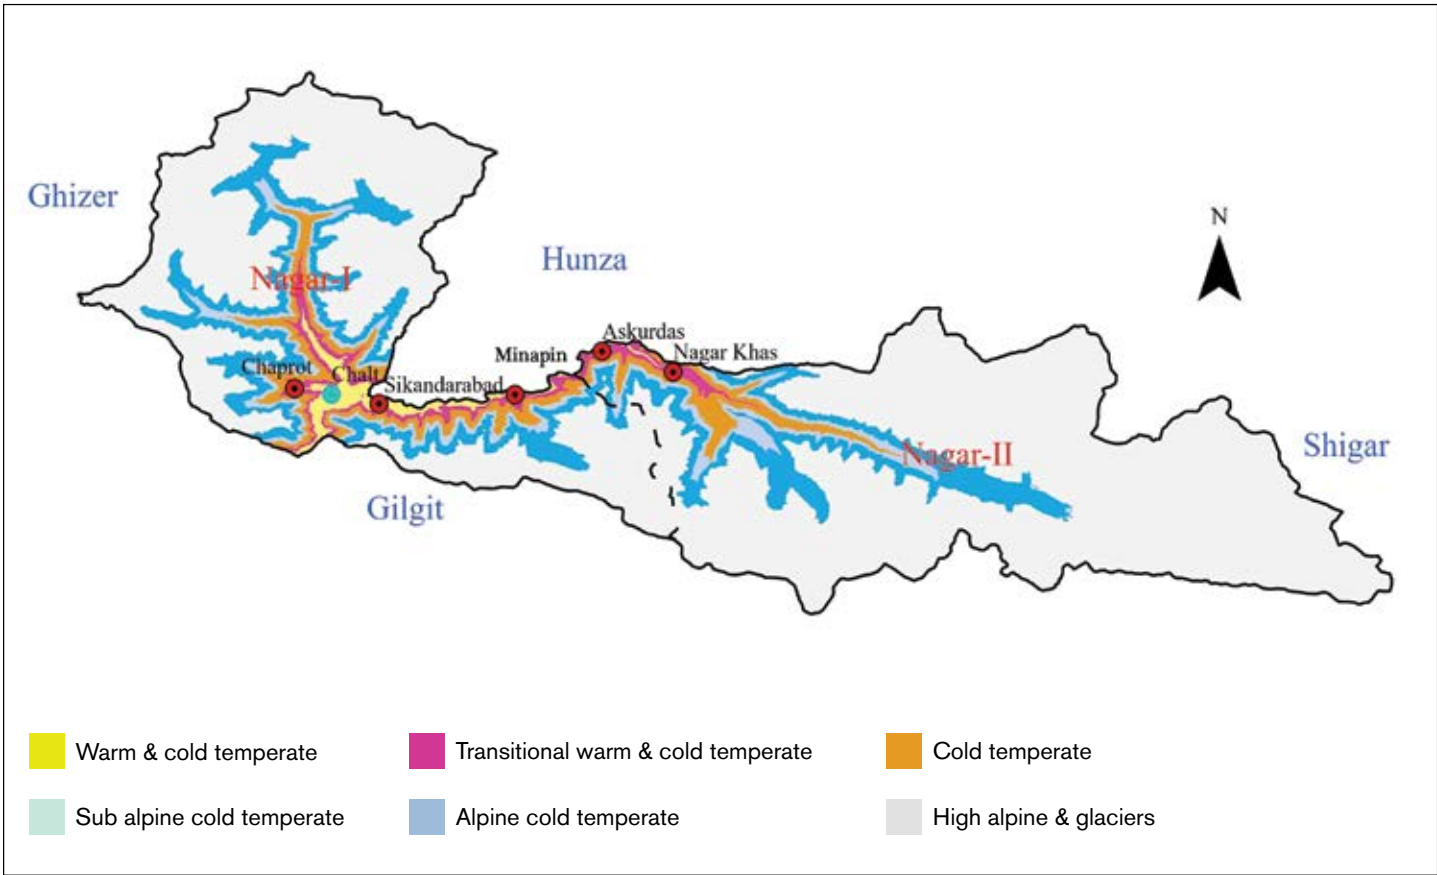 N
Ghizer
Hunza
Nagar-I
Askurdas
Minapin
Nagar Khas
Chaprot
Chalt
Sikandarabad
Shigar
Nagar-II
Gilgit
Warm & cold temperate
Transitional warm & cold temperate
Cold temperate
Sub alpine cold temperate
Alpine cold temperate
High alpine & glaciers